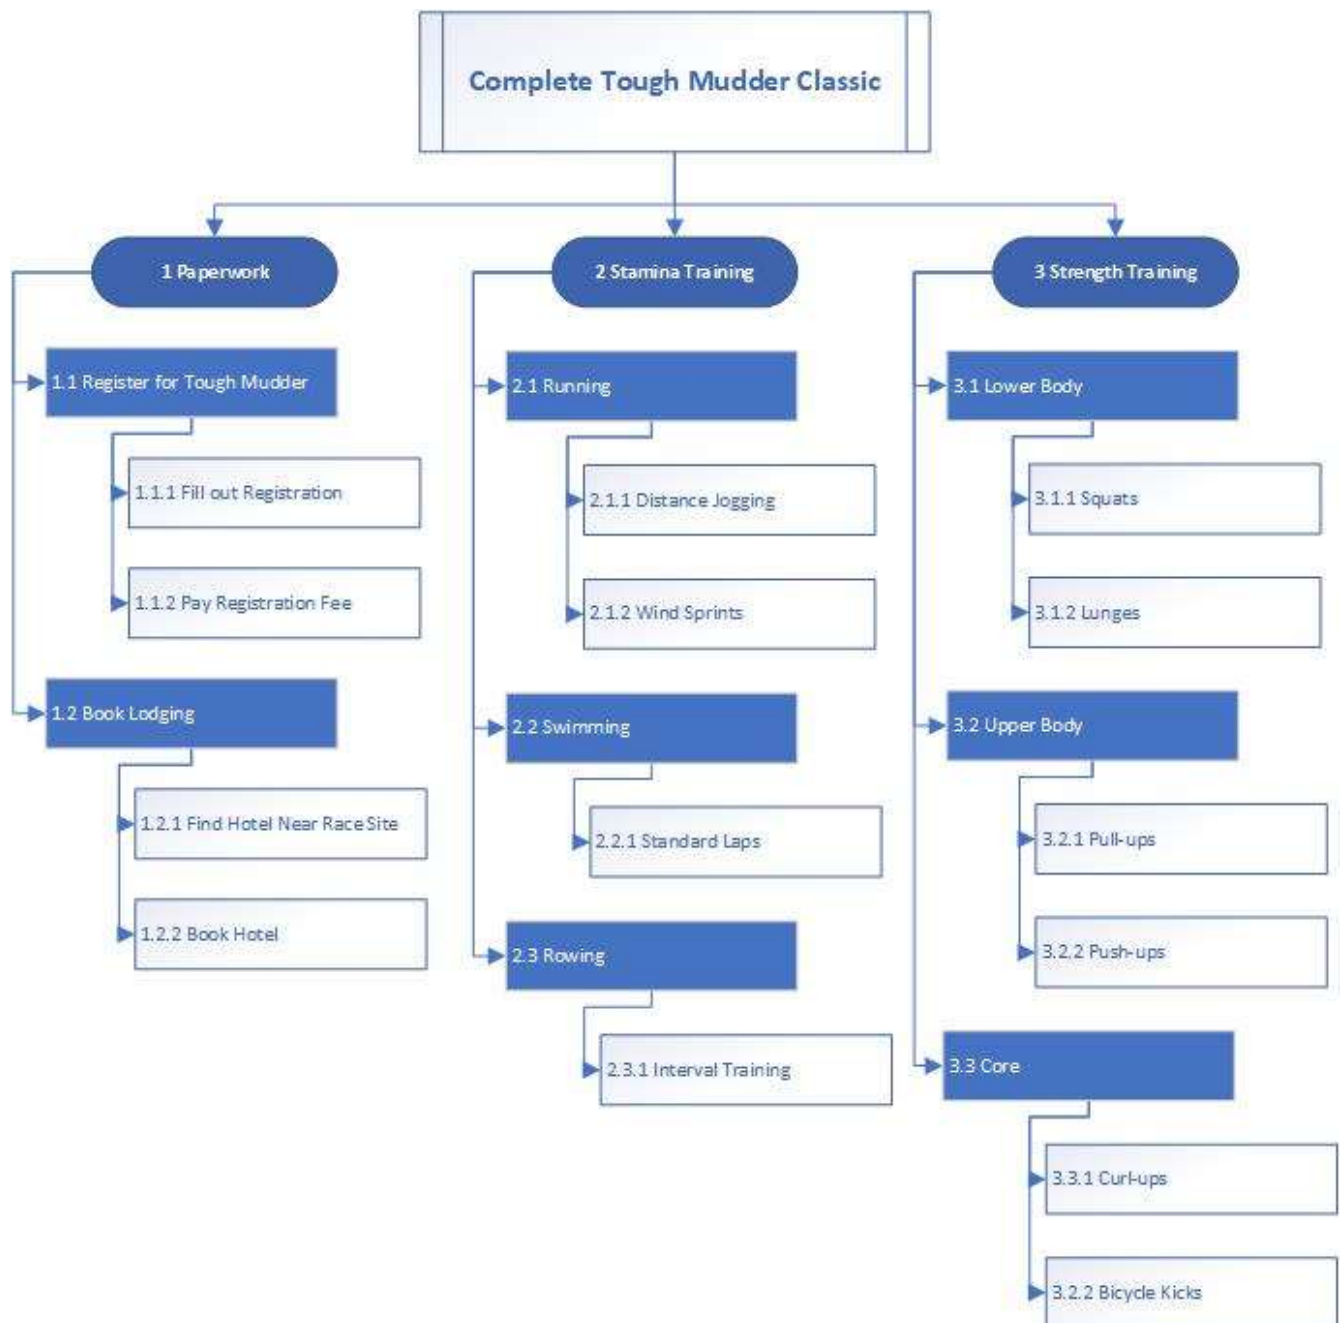 Complete Tough Mudder Classic
1 Paperwork
1.1 Register for Tough Mudder
1.1.1 Fill out Registration
1.1.2 Pay Registration Fee
1.2 Book Lodging
1.2.1 Find Hotel Near Race Site
1.2.2 Book Hotel
2 Stamina Training
2.1 Running
2.1.1 Distance Jogging
2.1.2 Wind Sprints
2.2 Swimming
2.2.1 Standard Laps
2.3 Rowing
2.3.1 Interval Training
3 Strength Training
3.1 Lower Body
3.1.1 Squats
3.1.2 Lunges
3.2 Upper Body
3.2.1 Pull-ups
3.2.2 Push-ups
3.3 Core
3.3.1 Curl-ups
3.2.2 Bicycle Kicks